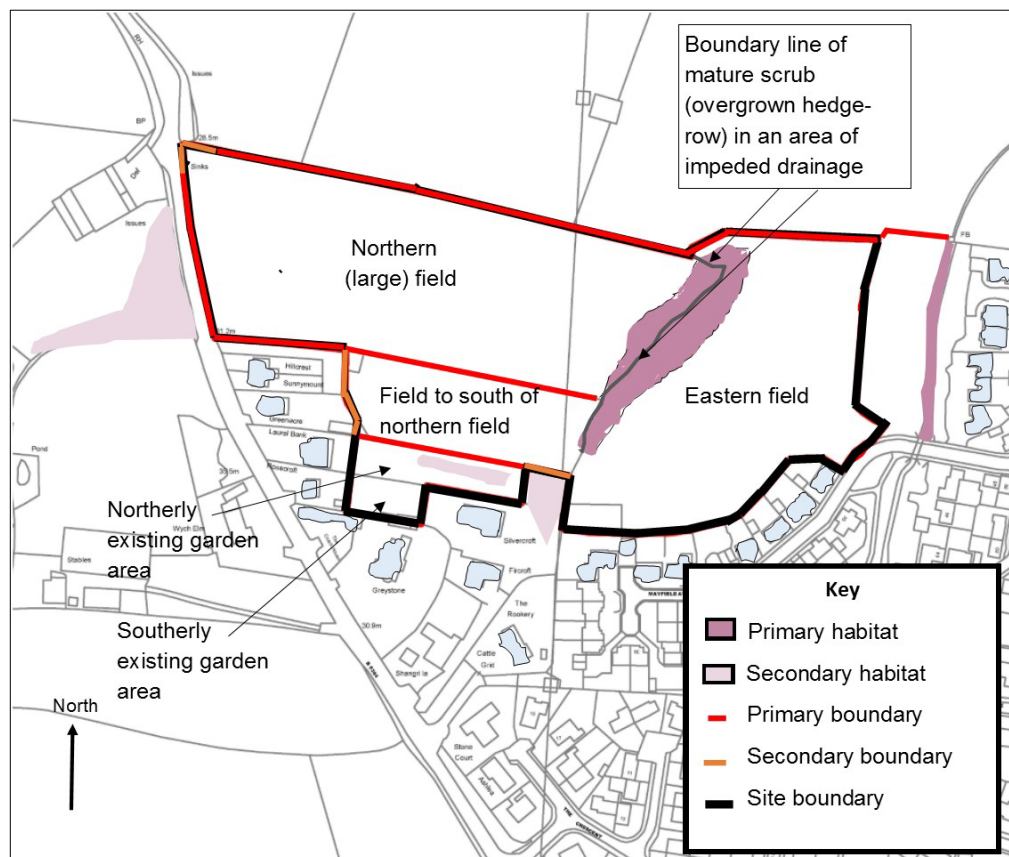 Boundary line of
mature scrub
(overgrown hedge-
row) in an area of
impeded drainage
RH
Issues
BP
28.5m
Sinks
Issues
FB
Northern
(large) field
31.2m
Hillcrest
Sunnymount
Greenacre
Laurel Bank
Field to south of
northern field
Eastern field
Pond
Rosecroft
Northerly
existing garden
area
Wych Elm
Stables
Silvercroft
Fircroft
Greystone
The
Rookery
Cattle
Grid
Southerly
existing garden
area
30.9m
Shangri la
North
Stone
Court
Ashlea
THE
CRESCENT
Key
Primary habitat
Secondary habitat
Primary boundary
Secondary boundary
Site boundary